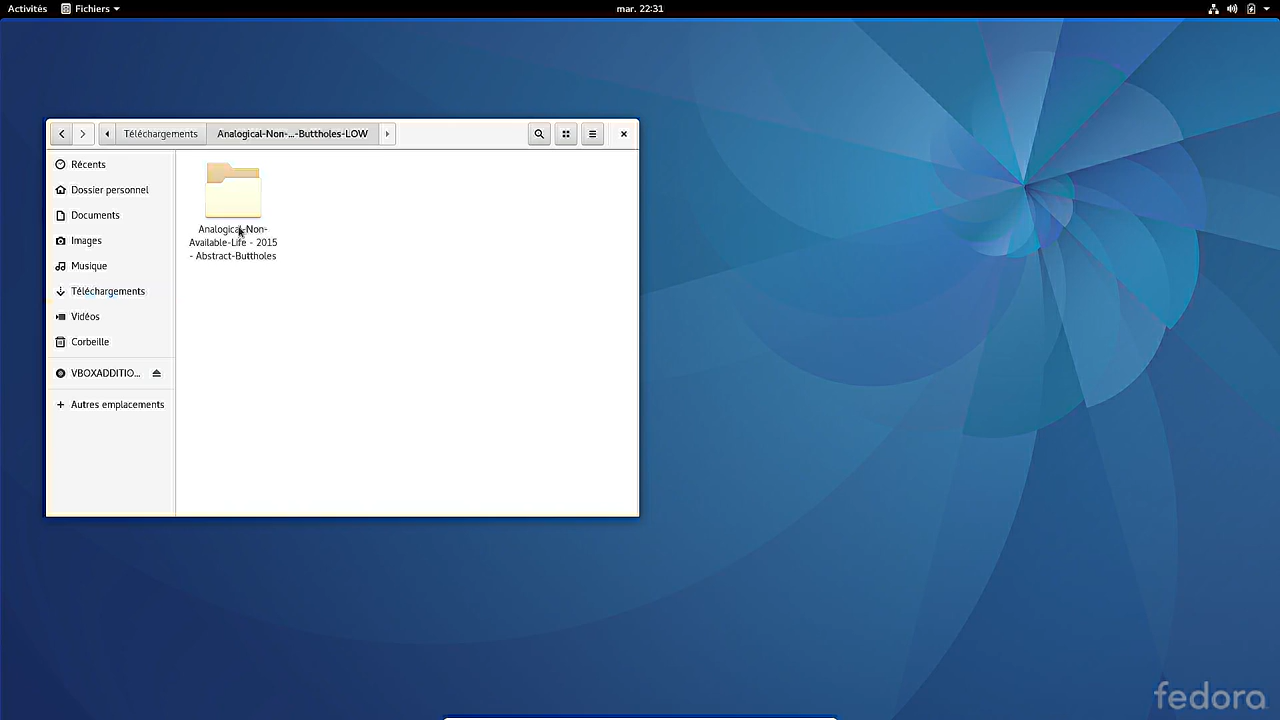 Activités Fichiers mar. 22:31
Téléchargements Analogical-Non-...-Buttholes-LOW
Récents
Dossier personnel
Documents
Images
Musique
Téléchargements
Vidéos
Corbeille
VBOXADDITIO...
Autres emplacements
Analogical-Non-
Available-Life - 2015
- Abstract-Buttholes
fedora